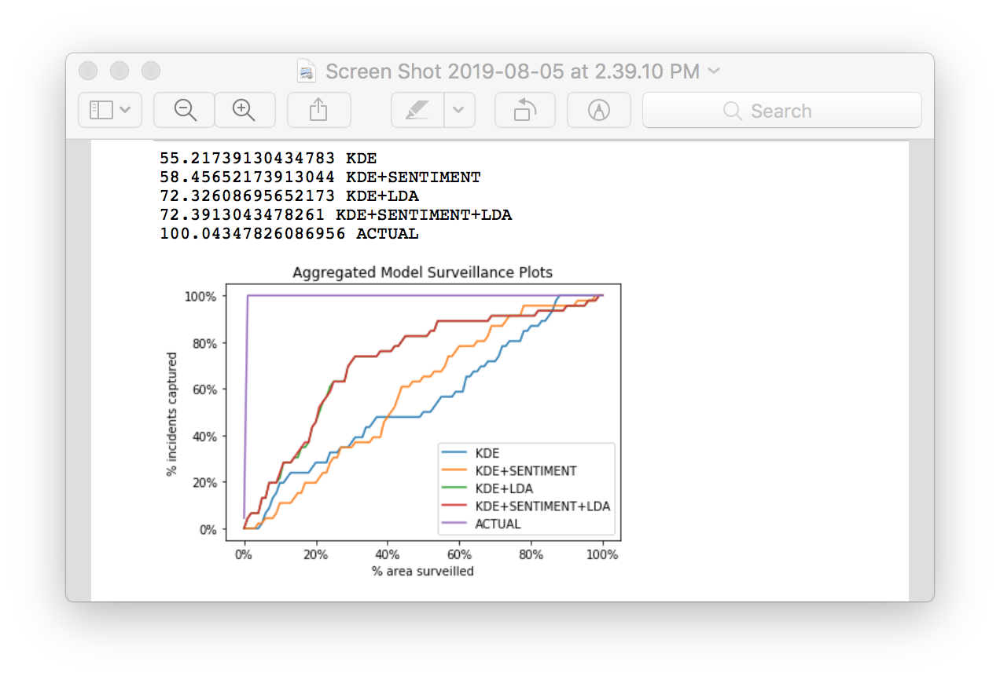 Screen Shot 2019-08-05 at 2.39.10 PM
Search
55.21739130434783 KDE
58.45652173913044 KDE+SENTIMENT
72.32608695652173 KDE+LDA
72.3913043478261 KDE+SENTIMENT+LDA
100.04347826086956 ACTUAL
Aggregated Model Surveillance Plots
100%
80%
60%
40%
20%
0%
% incidents captured
KDE
KDE+SENTIMENT
KDE+LDA
KDE+SENTIMENT+LDA
ACTUAL
0% 20% 40% 60% 80% 100%
% area surveilled